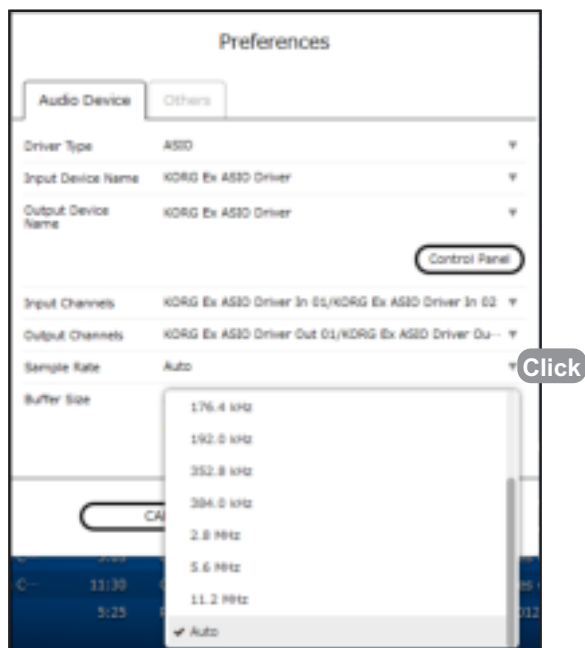 Preferences
Audio Device Others
Driver Type ASIO
Input Device Name KORG Ex ASIO Driver
Output Device Name KORG Ex ASIO Driver
Control Panel
Input Channels KORG Ex ASIO Driver In 01/KORG Ex ASIO Driver In 02
Output Channels KORG Ex ASIO Driver Out 01/KORG Ex ASIO Driver Ou···
Sample Rate Auto
Click
Buffer Size
176.4 kHz
192.0 kHz
352.8 kHz
384.0 kHz
CA
2.8 MHz
5.6 MHz
C··· 11:30
11.2 MHz
5:25
✔ Auto